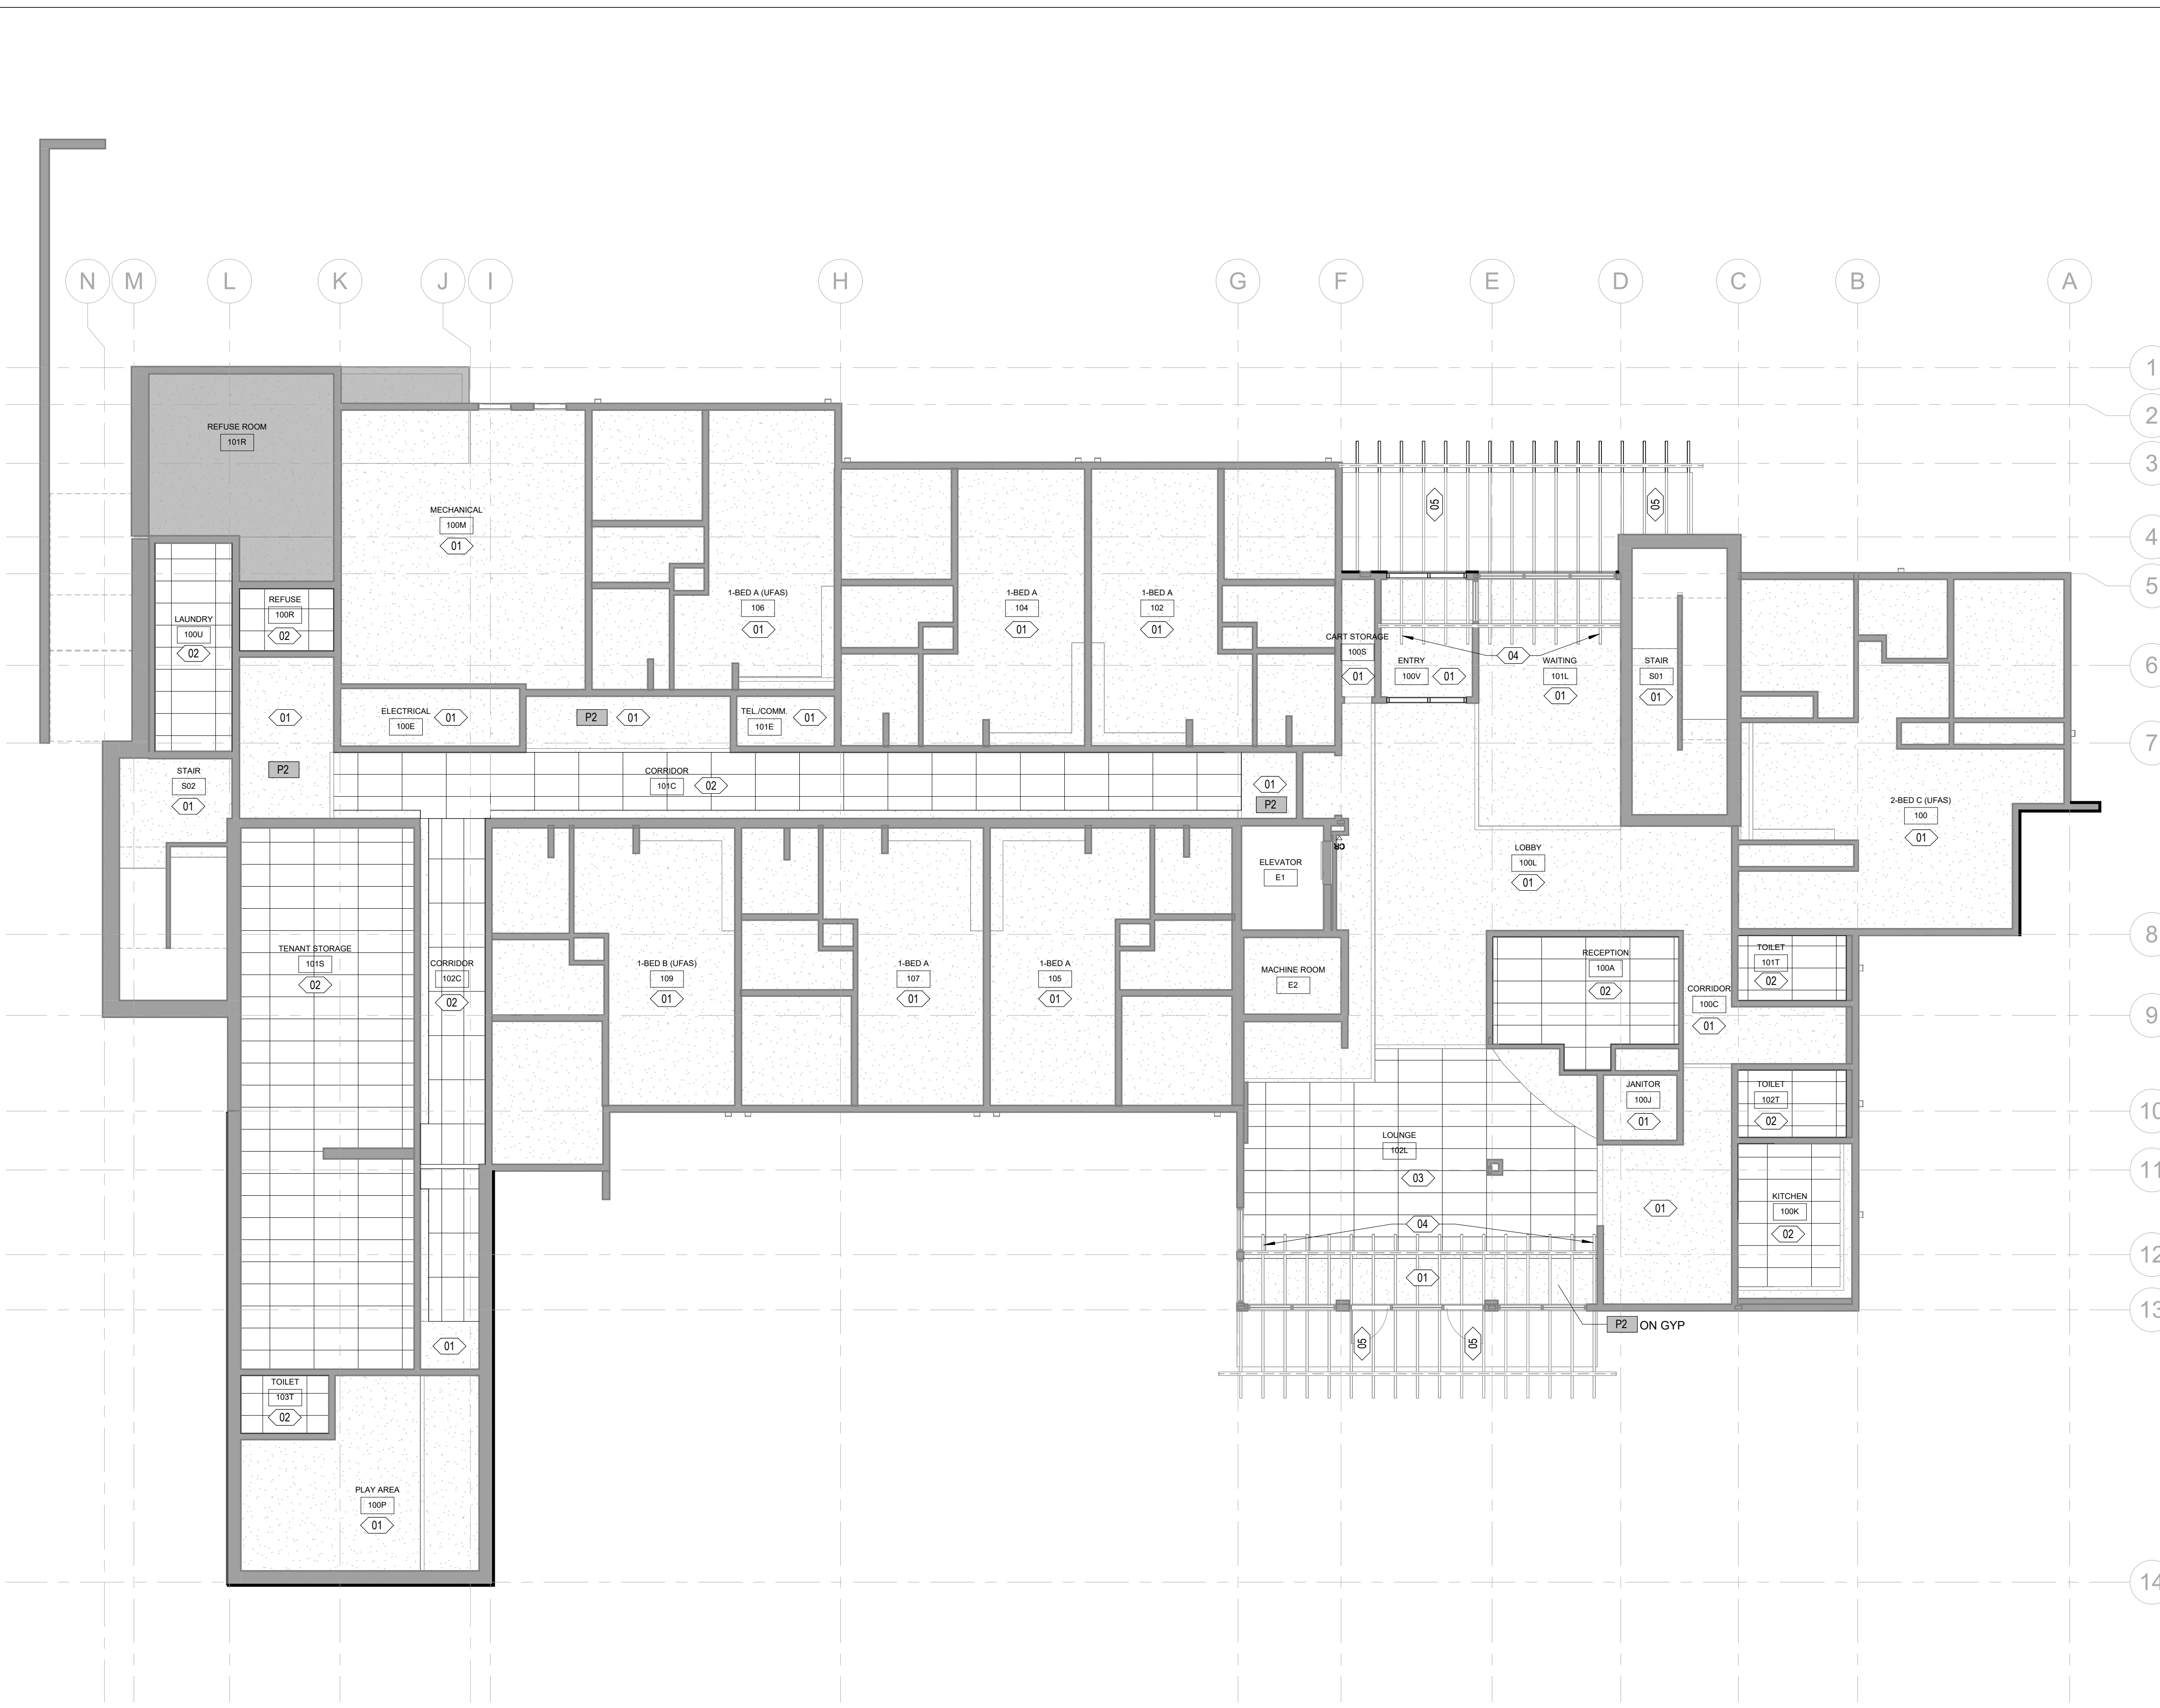 N M L K J I H G F E D C B A
1
2
3
4
5
6
7
8
9
10
11
12
13
14
REFUSE ROOM
101R
MECHANICAL
100M
01
LAUNDRY
100U
02
REFUSE
100R
02
1-BED A (UFAS)
106
01
1-BED A
104
01
1-BED A
102
01
05
05
CART STORAGE
100S
01
ENTRY
100V
01
04
WAITING
101L
01
STAIR
S01
01
ELECTRICAL
100E
01
P2
01
TEL./COMM.
101E
01
01
P2
STAIR
S02
01
CORRIDOR
101C
02
01
P2
2-BED C (UFAS)
100
01
CR
ELEVATOR
E1
LOBBY
100L
01
TENANT STORAGE
101S
02
CORRIDOR
102C
02
1-BED B (UFAS)
109
01
1-BED A
107
01
1-BED A
105
01
MACHINE ROOM
E2
RECEPTION
100A
02
TOILET
101T
02
CORRIDOR
100C
01
JANITOR
100J
01
TOILET
102T
02
LOUNGE
102L
03
01
KITCHEN
100K
02
04
01
P2 ON GYP
05
05
01
TOILET
103T
02
PLAY AREA
100P
01